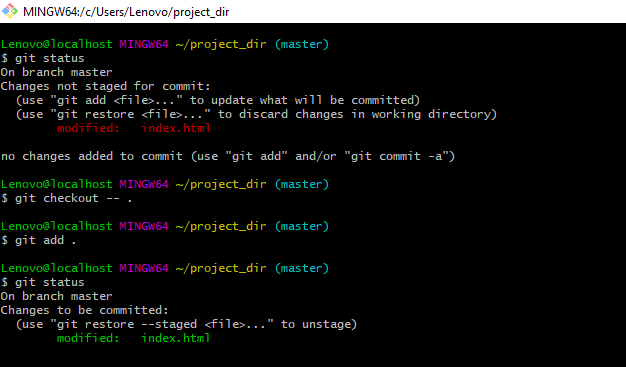 MINGW64:/c/Users/Lenovo/project_dir
Lenovo@localhost MINGW64 ~/project_dir (master)
$ git status
On branch master
Changes not staged for commit:
  (use "git add <file>..." to update what will be committed)
  (use "git restore <file>..." to discard changes in working directory)
        modified:   index.html
no changes added to commit (use "git add" and/or "git commit -a")
Lenovo@localhost MINGW64 ~/project_dir (master)
$ git checkout -- .
Lenovo@localhost MINGW64 ~/project_dir (master)
$ git add .
Lenovo@localhost MINGW64 ~/project_dir (master)
$ git status
On branch master
Changes to be committed:
  (use "git restore --staged <file>..." to unstage)
        modified:   index.html